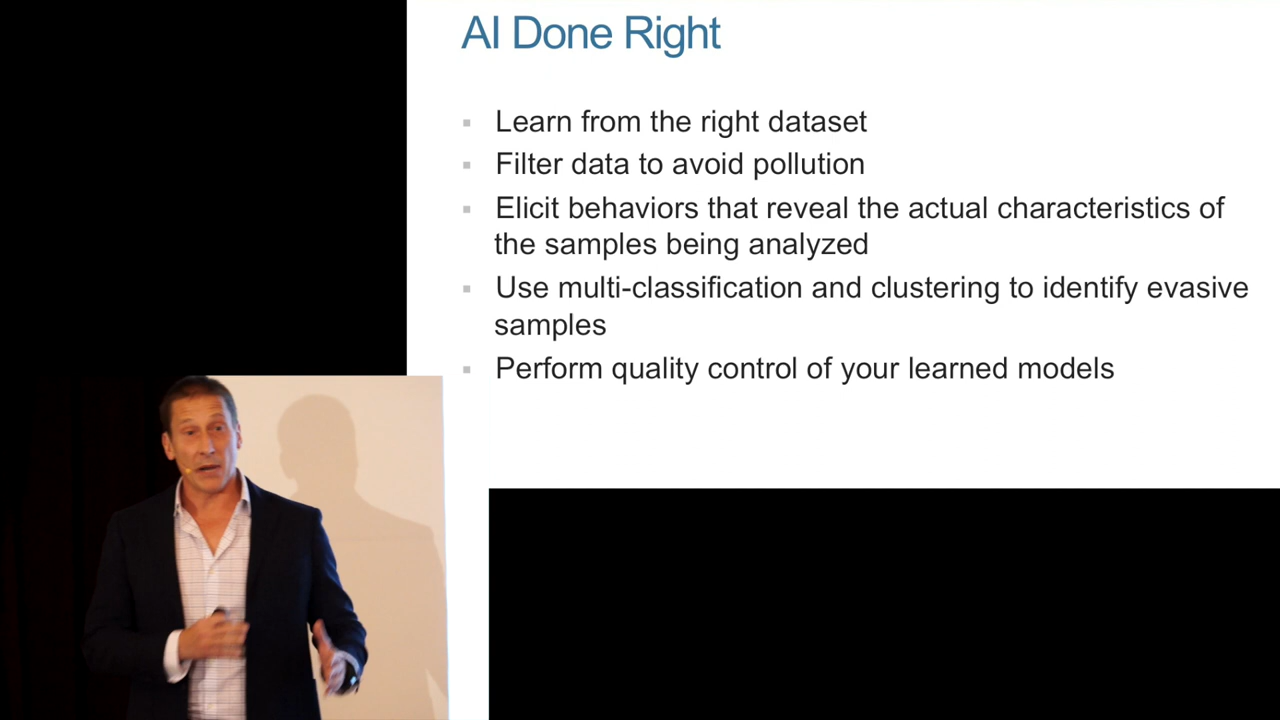 AI Done Right
Learn from the right dataset
Filter data to avoid pollution
Elicit behaviors that reveal the actual characteristics of
the samples being analyzed
Use multi-classification and clustering to identify evasive
samples
Perform quality control of your learned models